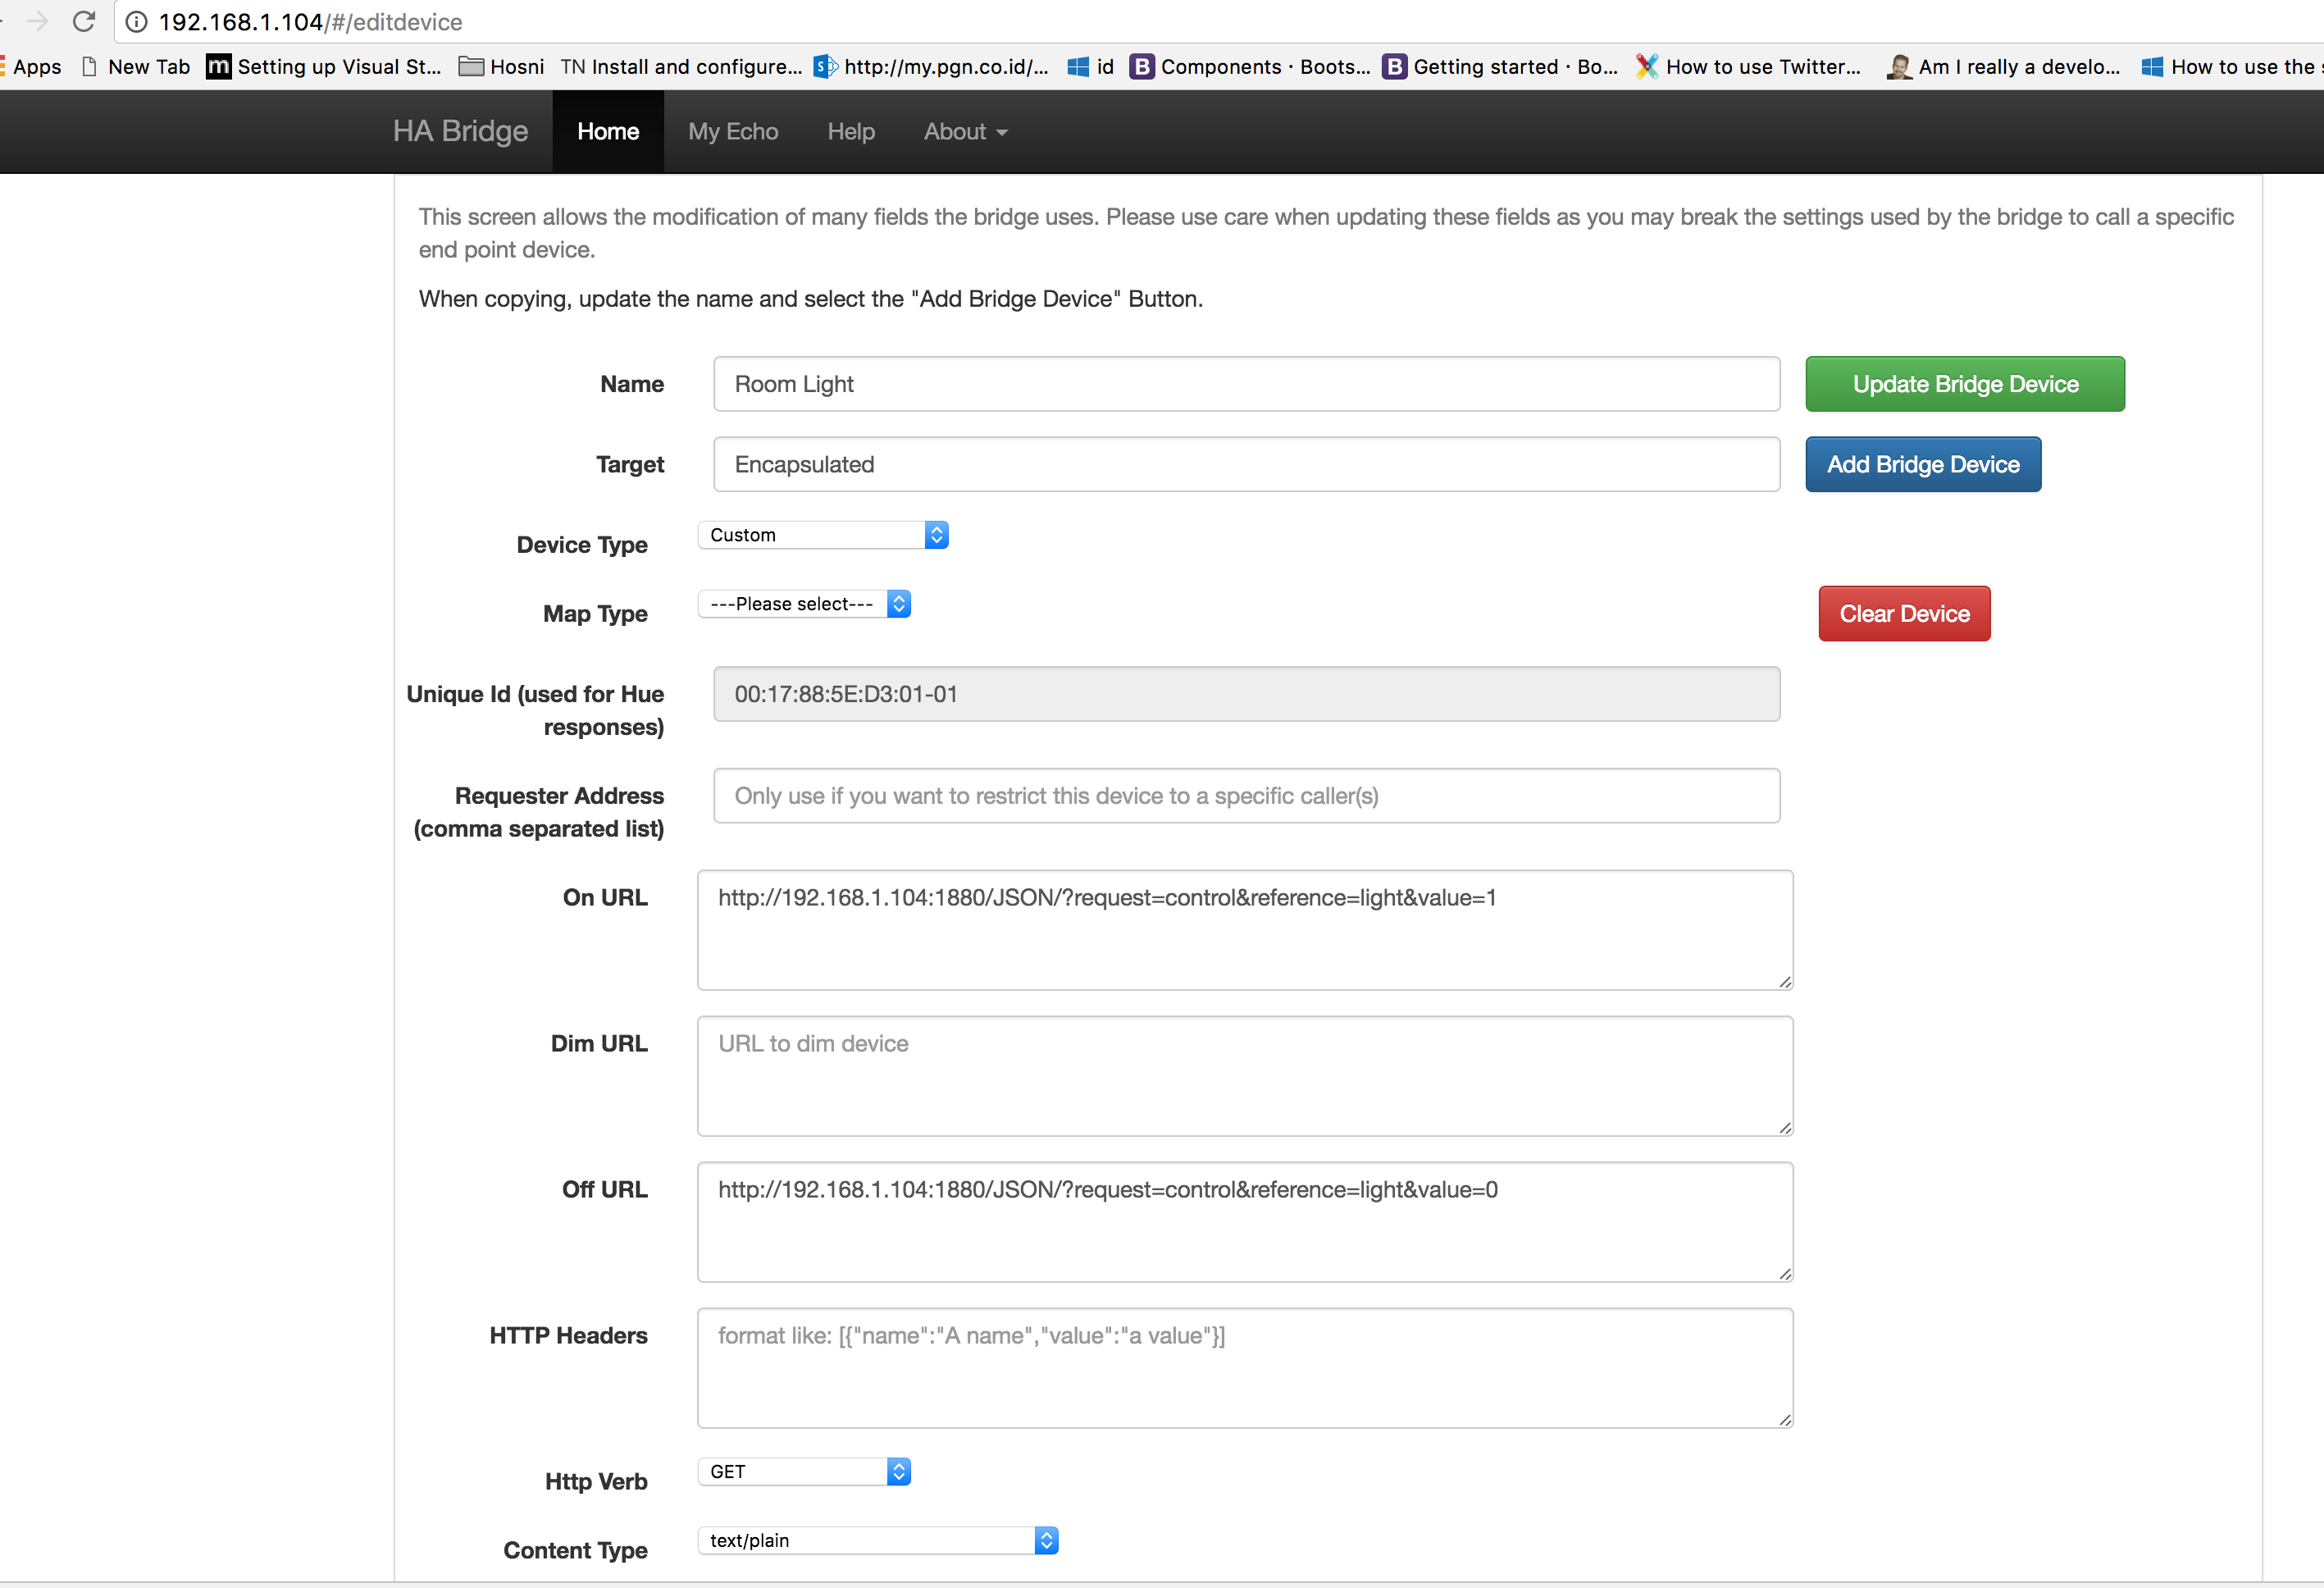 192.168.1.104/#/editdevice
Apps New Tab Setting up Visual St... Hosni TN Install and configure... http://my.pgn.co.id/... id Components · Boots... Getting started · Bo... How to use Twitter... Am I really a develo... How to use the
HA Bridge Home My Echo Help About
This screen allows the modification of many fields the bridge uses. Please use care when updating these fields as you may break the settings used by the bridge to call a specific
end point device.
When copying, update the name and select the "Add Bridge Device" Button.
Name Room Light Update Bridge Device
Target Encapsulated Add Bridge Device
Device Type Custom
Map Type ---Please select--- Clear Device
Unique Id (used for Hue 00:17:88:5E:D3:01-01
responses)
Requester Address Only use if you want to restrict this device to a specific caller(s)
(comma separated list)
On URL http://192.168.1.104:1880/JSON/?request=control&reference=light&value=1
Dim URL URL to dim device
Off URL http://192.168.1.104:1880/JSON/?request=control&reference=light&value=0
HTTP Headers format like: [{"name":"A name","value":"a value"}]
Http Verb GET
Content Type text/plain